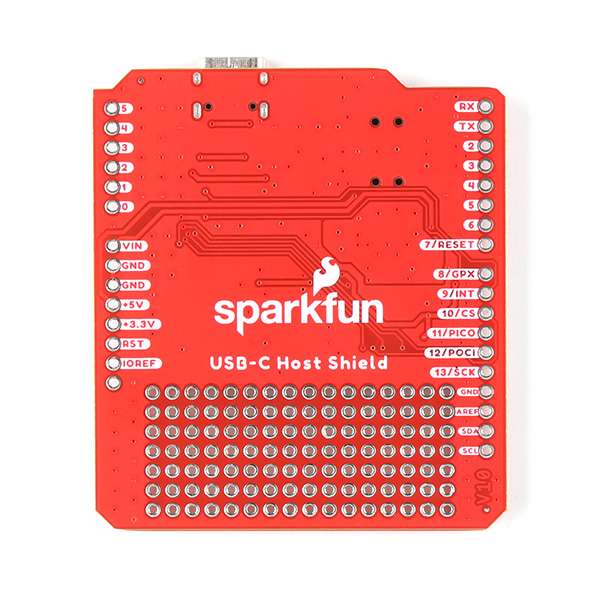 5
4
3
2
1
0
VIN
GND
GND
+5V
+3.3V
RST
IOREF
RX
TX
2
3
4
5
6
7/RESET
8/GPX
9/INT
10/CS
11/PICO
12/POCI
13/SCK
GND
AREF
SDA
SCL
sparkfun
USB-C Host Shield
V10